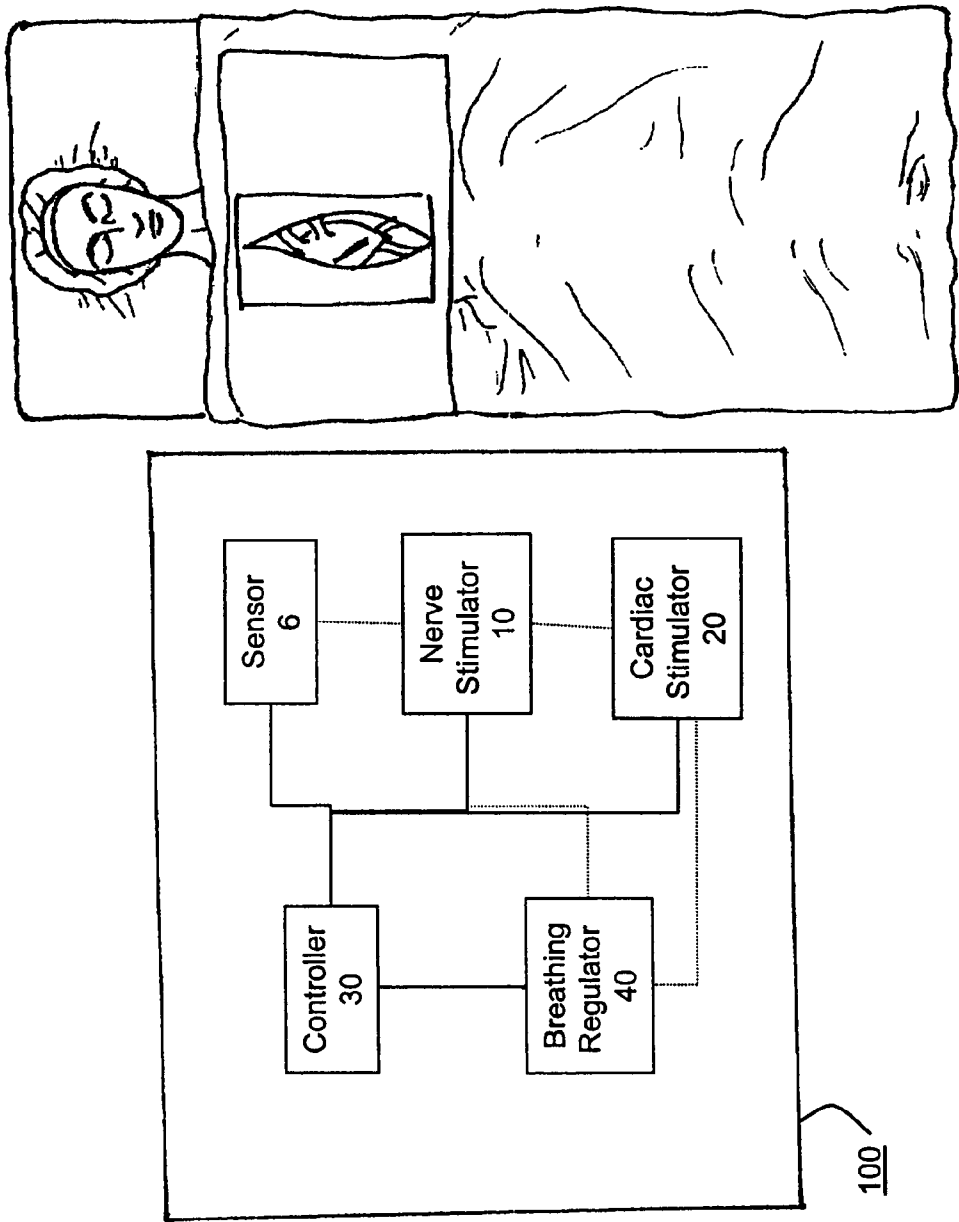 Sensor
6
Nerve
Stimulator
10
Cardiac
Stimulator
20
Controller
30
Breathing
Regulator
40
100